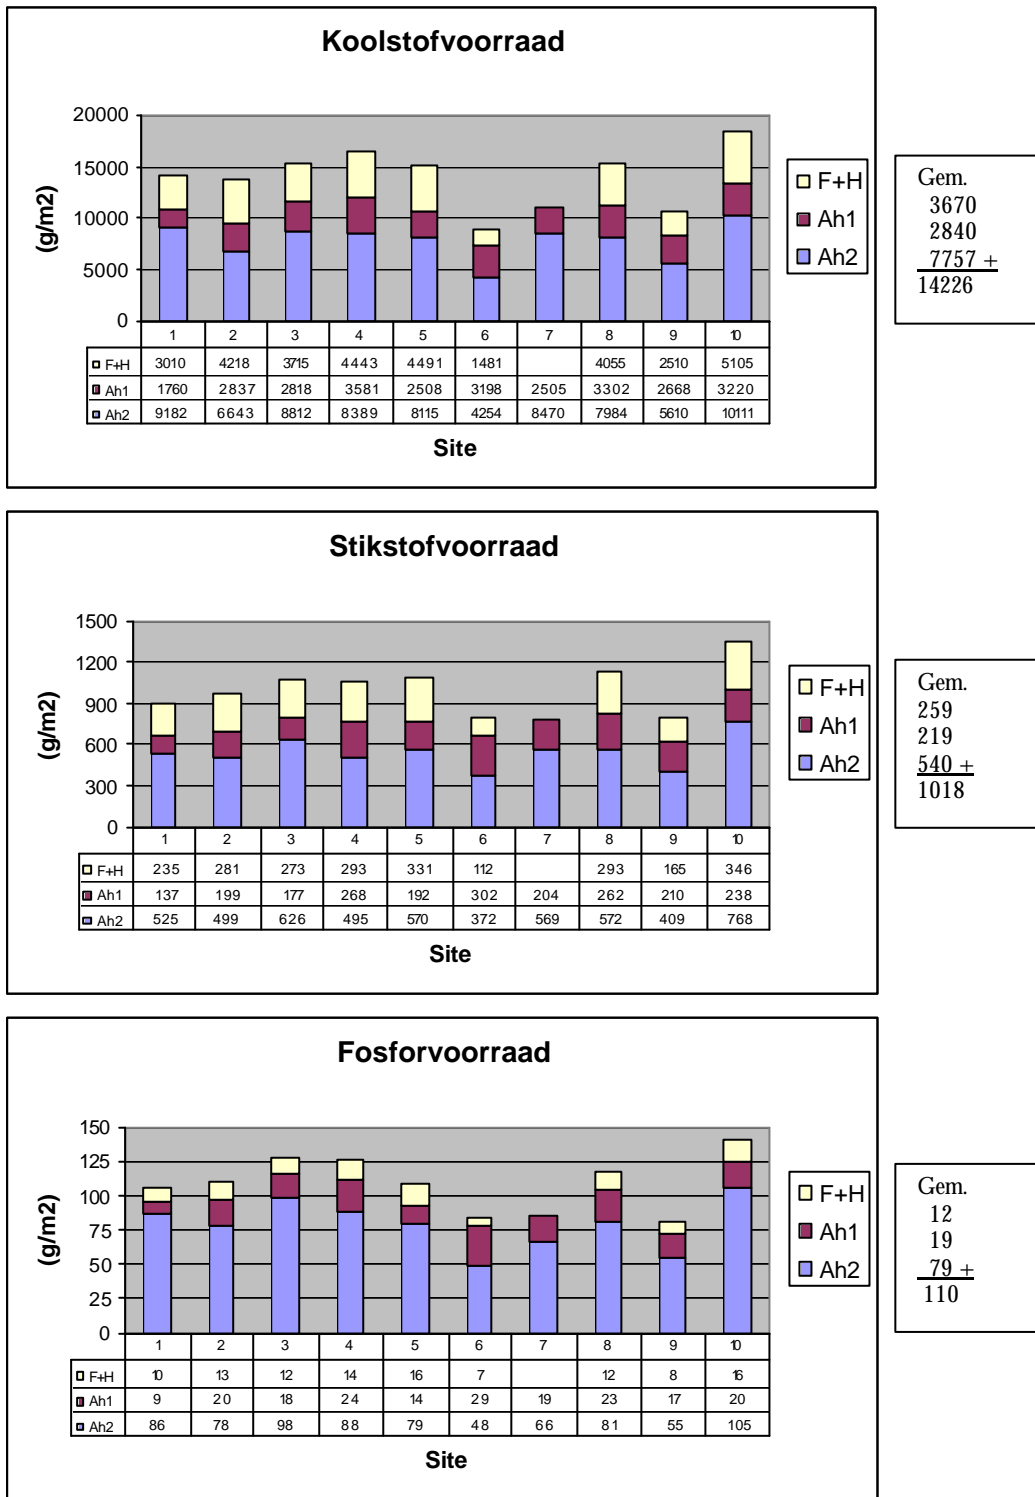 Koolstofvoorraad
20000
15000
10000
5000
0
(g/m2)
1 2 3 4 5 6 7 8 9 10
F+H 3010 4218 3715 4443 4491 1481 4055 2510 5105
Ah1 1760 2837 2818 3581 2508 3198 2505 3302 2668 3220
Ah2 9182 6643 8812 8389 8115 4254 8470 7984 5610 10111
Site
F+H
Ah1
Ah2
Gem.
3670
2840
7757 +
14226
Stikstofvoorraad
1500
1200
900
600
300
0
(g/m2)
1 2 3 4 5 6 7 8 9 10
F+H 235 281 273 293 331 112 293 165 346
Ah1 137 199 177 268 192 302 204 262 210 238
Ah2 525 499 626 495 570 372 569 572 409 768
Site
F+H
Ah1
Ah2
Gem.
259
219
540 +
1018
Fosforvoorraad
150
125
100
75
50
25
0
(g/m2)
1 2 3 4 5 6 7 8 9 10
F+H 10 13 12 14 16 7 12 8 16
Ah1 9 20 18 24 14 29 19 23 17 20
Ah2 86 78 98 88 79 48 66 81 55 105
Site
F+H
Ah1
Ah2
Gem.
12
19
79 +
110